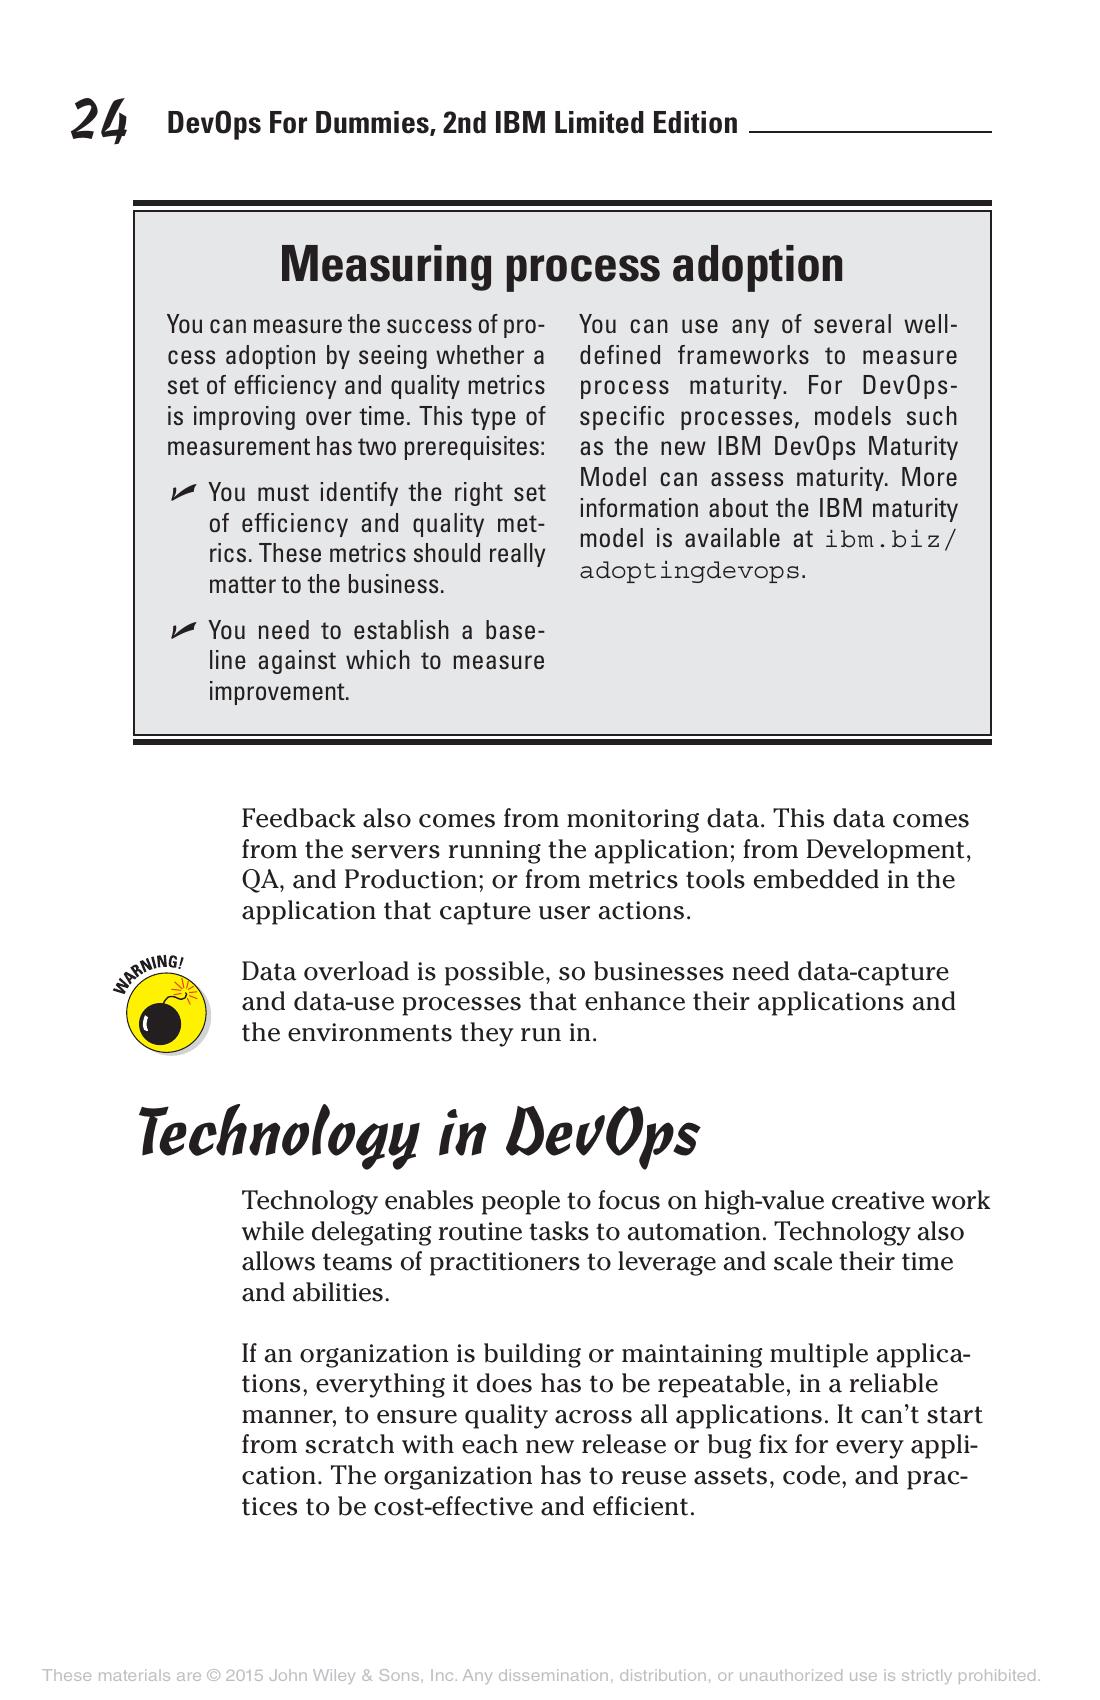 24
DevOps For Dummies, 2nd IBM Limited Edition
Measuring process adoption
You can measure the success of pro-
cess adoption by seeing whether a
set of efficiency and quality metrics
is improving over time. This type of
measurement has two prerequisites:
✓ You must identify the right set
of efficiency and quality met-
rics. These metrics should really
matter to the business.
✓ You need to establish a base-
line against which to measure
improvement.
You can use any of several well-
defined frameworks to measure
process maturity. For DevOps-
specific processes, models such
as the new IBM DevOps Maturity
Model can assess maturity. More
information about the IBM maturity
model is available at ibm.biz/
adoptingdevops.
Feedback also comes from monitoring data. This data comes
from the servers running the application; from Development,
QA, and Production; or from metrics tools embedded in the
application that capture user actions.
WARNING!
Data overload is possible, so businesses need data-capture
and data-use processes that enhance their applications and
the environments they run in.
Technology in DevOps
Technology enables people to focus on high-value creative work
while delegating routine tasks to automation. Technology also
allows teams of practitioners to leverage and scale their time
and abilities.
If an organization is building or maintaining multiple applica-
tions, everything it does has to be repeatable, in a reliable
manner, to ensure quality across all applications. It can’t start
from scratch with each new release or bug fix for every appli-
cation. The organization has to reuse assets, code, and prac-
tices to be cost-effective and efficient.
These materials are © 2015 John Wiley & Sons, Inc. Any dissemination, distribution, or unauthorized use is strictly prohibited.